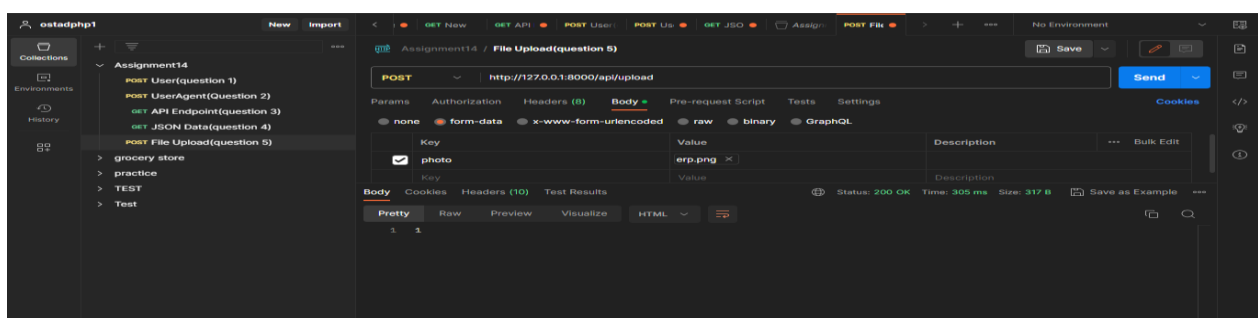 ostadphp1 New Import GET New GET API POST User POST Us GET JSO Assign POST File No Environment
Collections
Environments
History
Assignment14
POST User(question 1)
POST UserAgent(Question 2)
GET API Endpoint(question 3)
GET JSON Data(question 4)
POST File Upload(question 5)
grocery store
practice
TEST
Test
Assignment14 / File Upload(question 5) Save
POST http://127.0.0.1:8000/api/upload Send
Params Authorization Headers (8) Body Pre-request Script Tests Settings Cookies
none form-data x-www-form-urlencoded raw binary GraphQL
Key Value Description Bulk Edit
photo erp.png
Key Value Description
Body Cookies Headers (10) Test Results Status: 200 OK Time: 305 ms Size: 317 B Save as Example
Pretty Raw Preview Visualize HTML
1 1